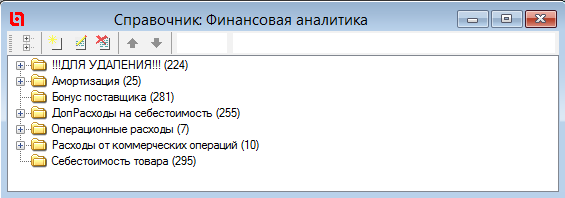 Справочник: Финансовая аналитика
!!!ДЛЯ УДАЛЕНИЯ!!! (224)
Амортизация (25)
Бонус поставщика (281)
ДопРасходы на себестоимость (255)
Операционные расходы (7)
Расходы от коммерческих операций (10)
Себестоимость товара (295)